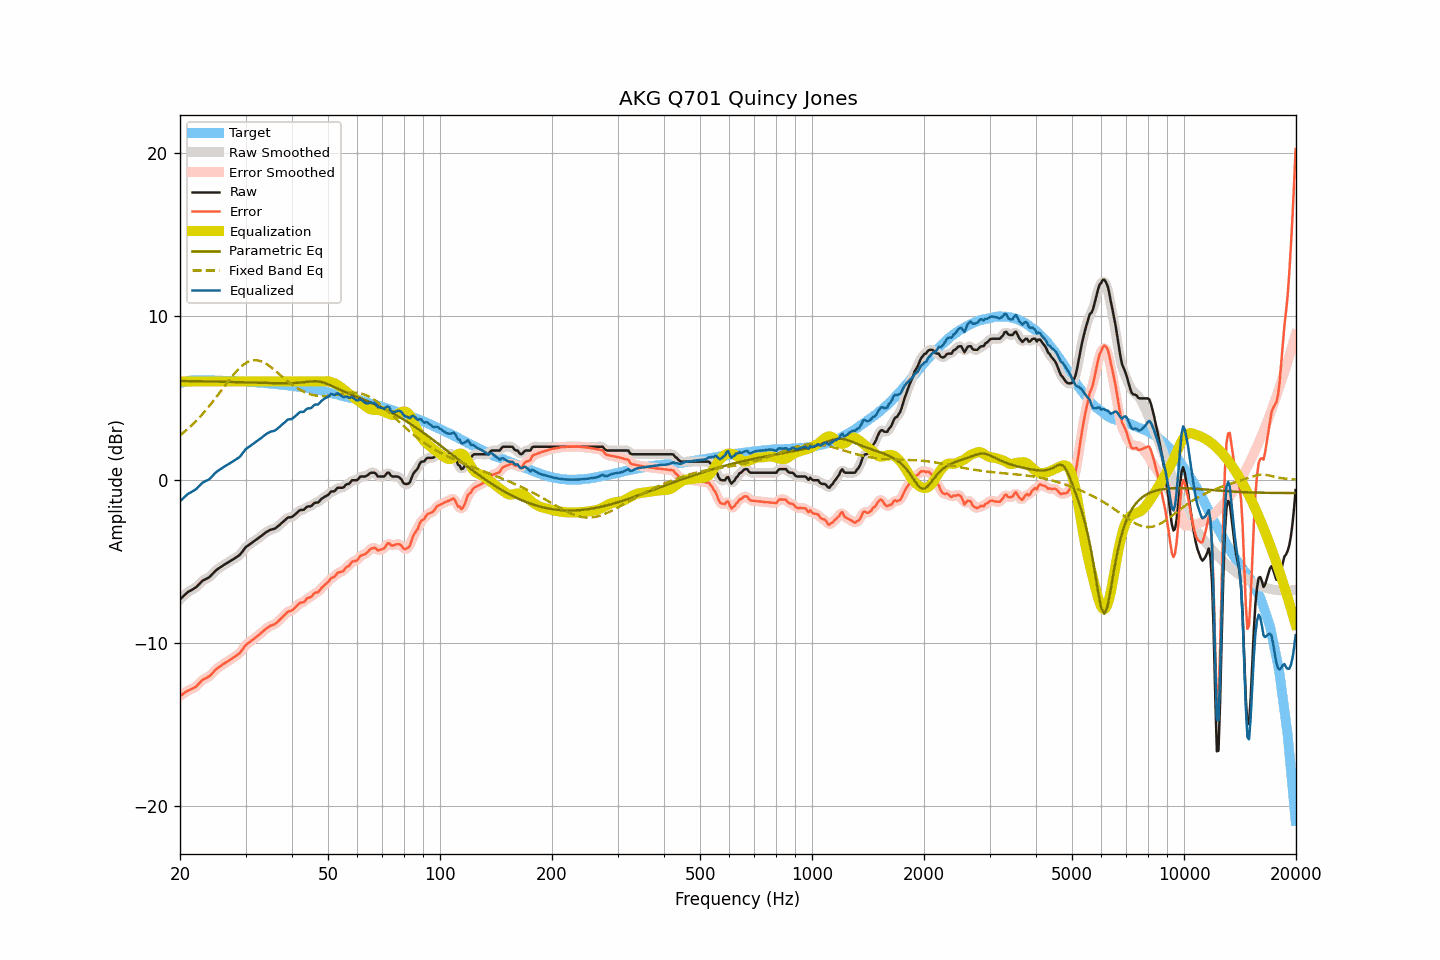 AKG Q701 Quincy Jones
Target
Raw Smoothed
Error Smoothed
Raw
Error
Equalization
Parametric Eq
Fixed Band Eq
Equalized
20
10
0
−10
−20
Amplitude (dBr)
20 50 100 200 500 1000 2000 5000 10000 20000
Frequency (Hz)